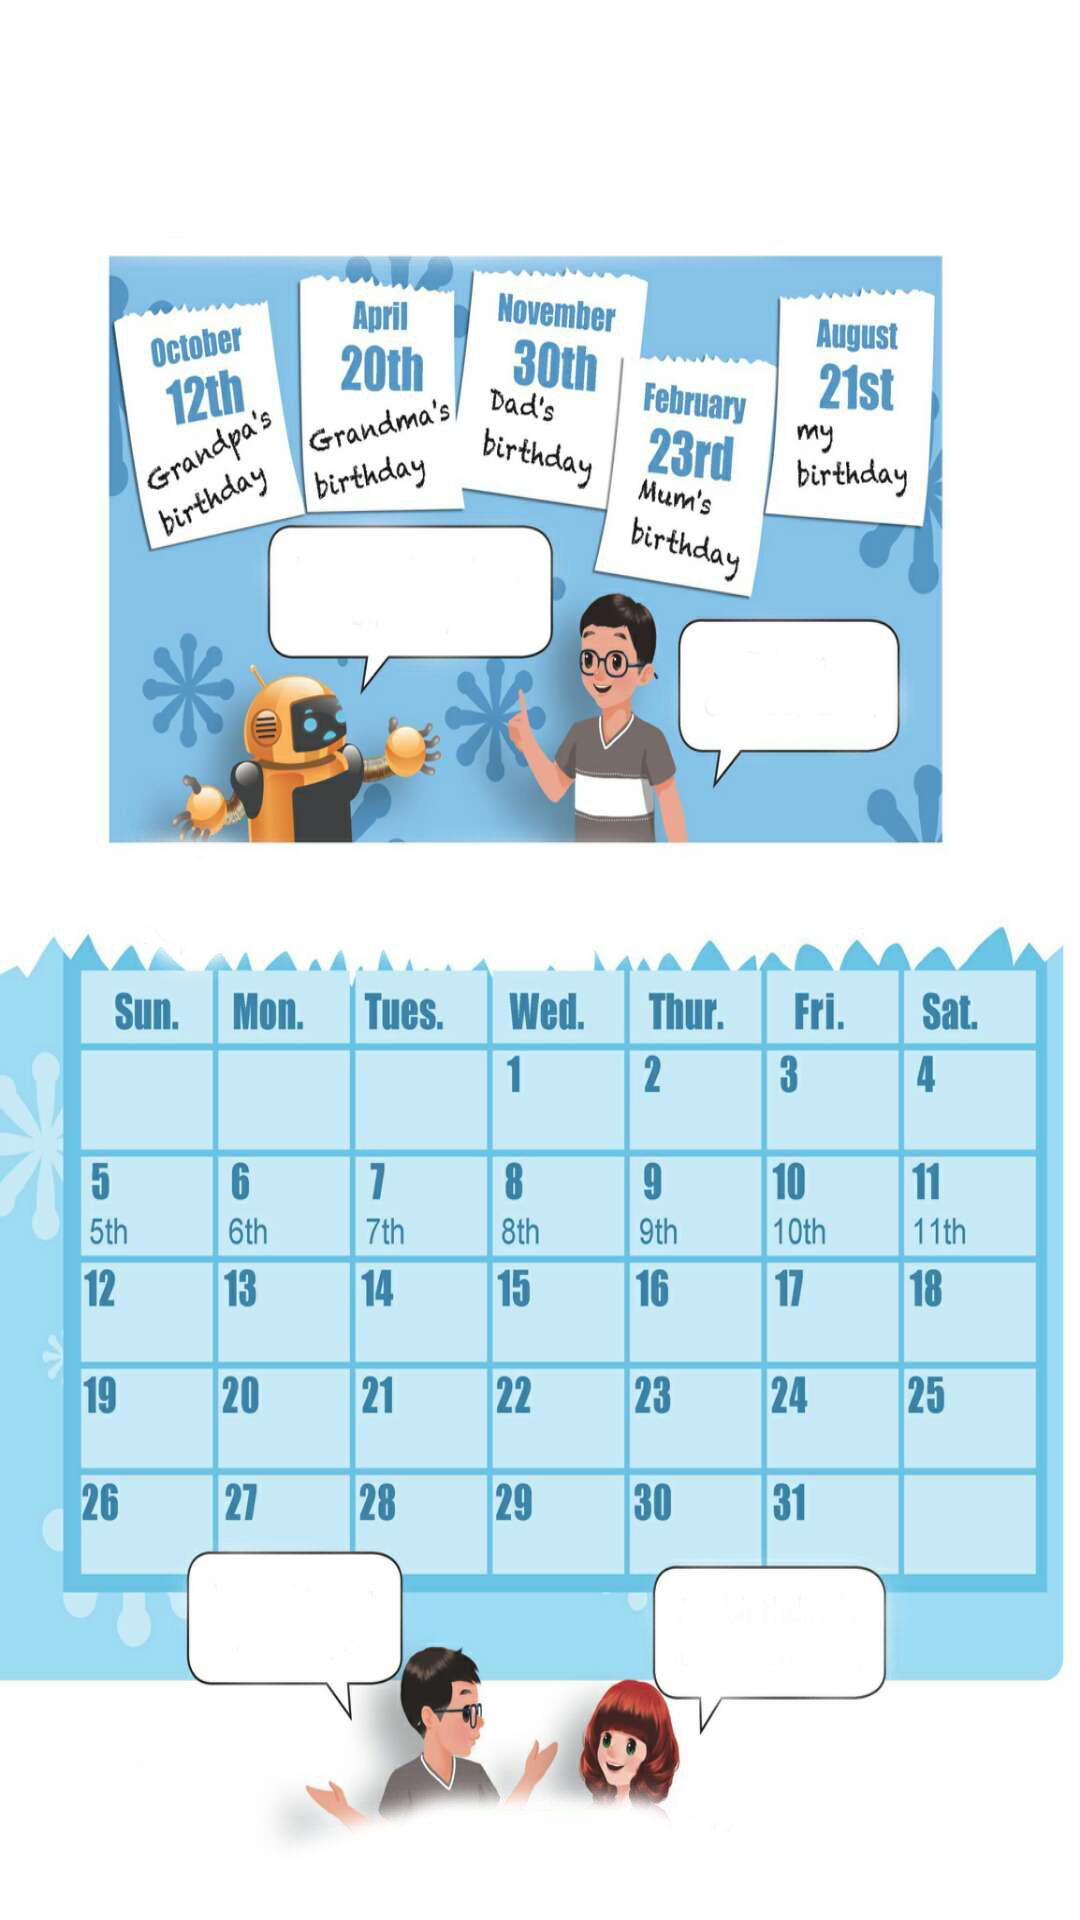 October
12th
Grandpa's
birthday
April
20th
Grandma's
birthday
November
30th
Dad's
birthday
February
23rd
Mum's
birthday
August
21st
my
birthday
Sun. Mon. Tues. Wed. Thur. Fri. Sat.
1 2 3 4
5 6 7 8 9 10 11
5th 6th 7th 8th 9th 10th 11th
12 13 14 15 16 17 18
19 20 21 22 23 24 25
26 27 28 29 30 31